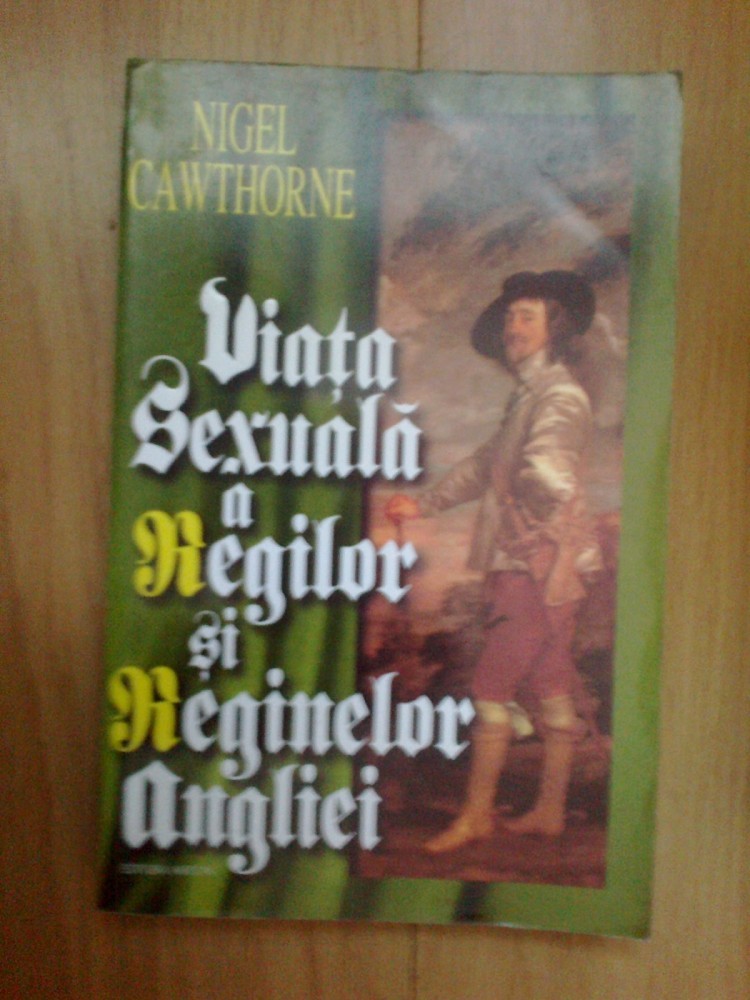 NIGEL
CAWTHORNE
Viața
Sexuală
a
Regilor
și
Reginelor
Angliei